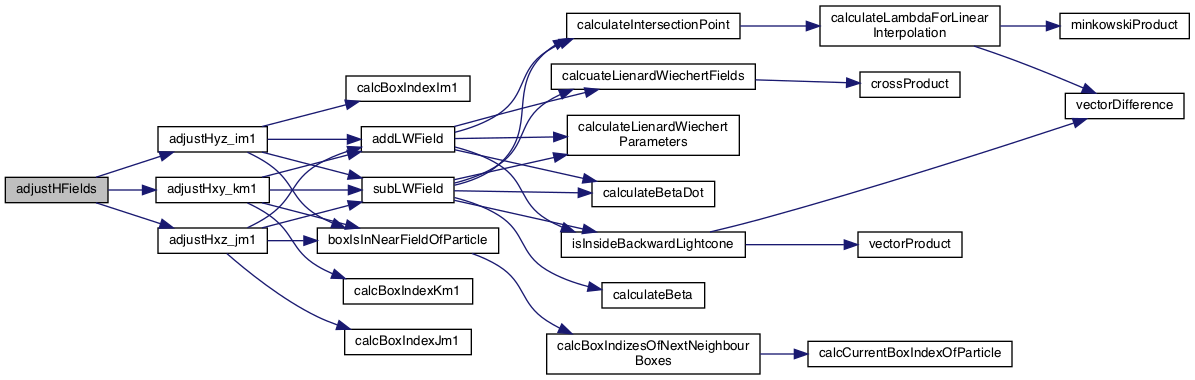 adjustHFields
adjustHyz_im1
adjustHxy_km1
adjustHxz_jm1
calcBoxIndexIm1
addLWField
subLWField
boxIsInNearFieldOfParticle
calcBoxIndexKm1
calcBoxIndexJm1
calculateIntersectionPoint
calcuateLienardWiechertFields
calculateLienardWiechert
Parameters
calculateBetaDot
isInsideBackwardLightcone
calculateBeta
calcBoxIndizesOfNextNeighbour
Boxes
calculateLambdaForLinear
Interpolation
crossProduct
vectorProduct
calcCurrentBoxIndexOfParticle
minkowskiProduct
vectorDifference